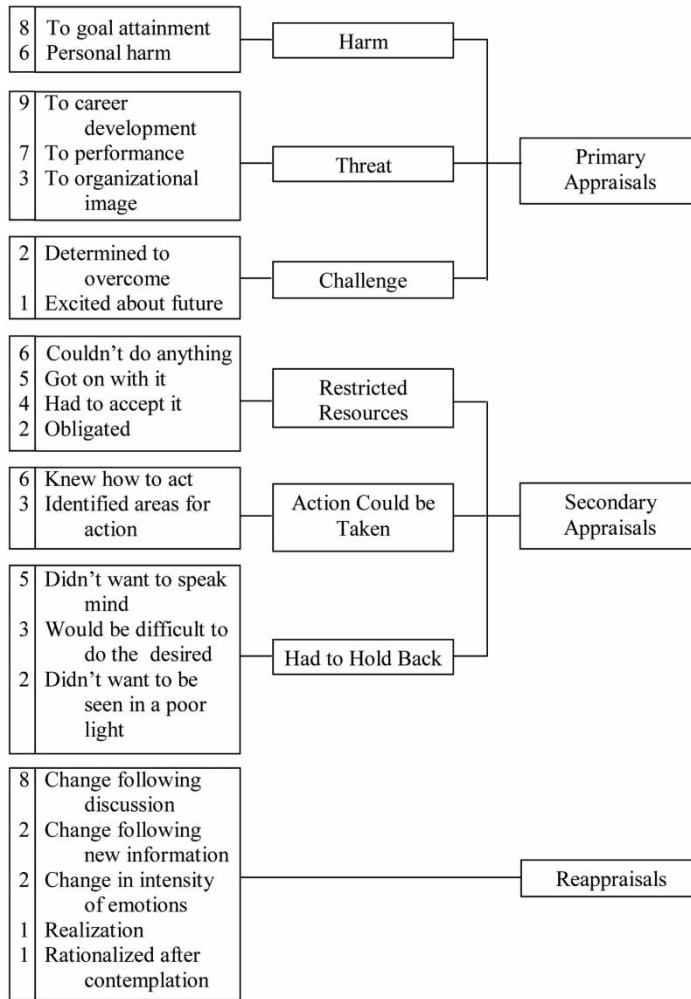 8 To goal attainment
6 Personal harm
Harm
9 To career
development
7 To performance
3 To organizational
image
Threat
Primary
Appraisals
2 Determined to
overcome
1 Excited about future
Challenge
6 Couldn’t do anything
5 Got on with it
4 Had to accept it
2 Obligated
Restricted
Resources
6 Knew how to act
3 Identified areas for
action
Action Could be
Taken
Secondary
Appraisals
5 Didn’t want to speak
mind
3 Would be difficult to
do the desired
2 Didn’t want to be
seen in a poor
light
Had to Hold Back
8 Change following
discussion
2 Change following
new information
2 Change in intensity
of emotions
1 Realization
1 Rationalized after
contemplation
Reappraisals